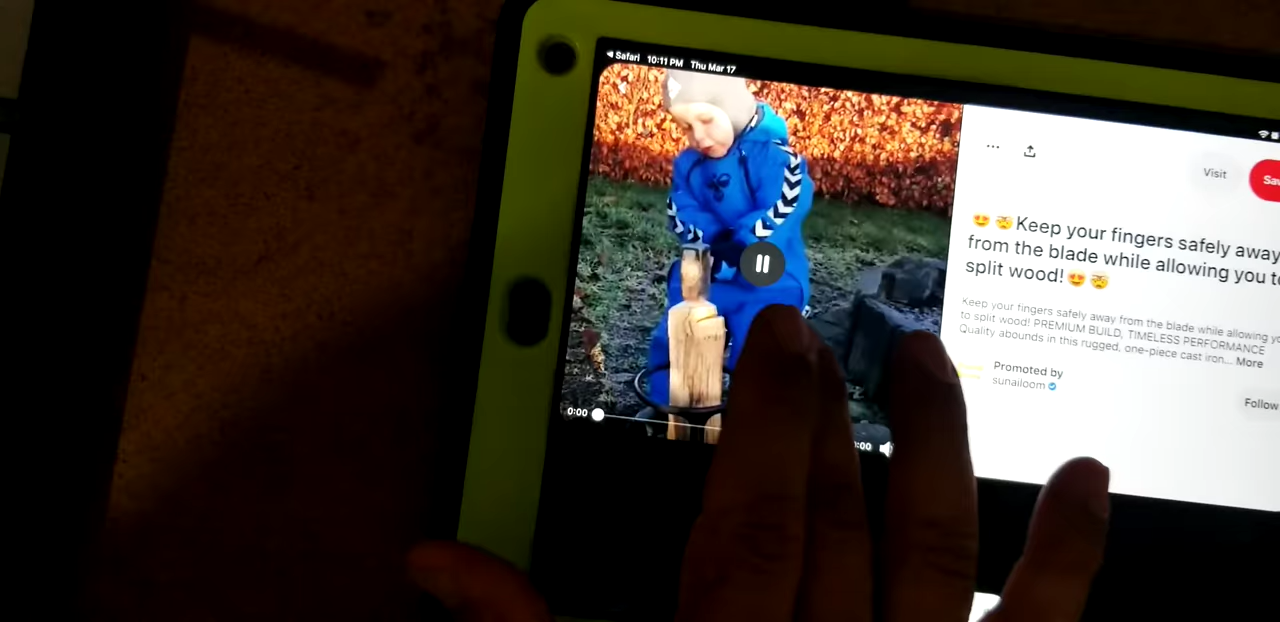 Safari 10:11 PM Thu Mar 17
Visit
😍 🤯 Keep your fingers safely away
from the blade while allowing you to
split wood! 😍 🤯
Keep your fingers safely away from the blade while allowing
to split wood! PREMIUM BUILD, TIMELESS PERFORMANCE
Quality abounds in this rugged, one-piece cast iron... More
Promoted by
sunailoom
Follow
0:00
:00